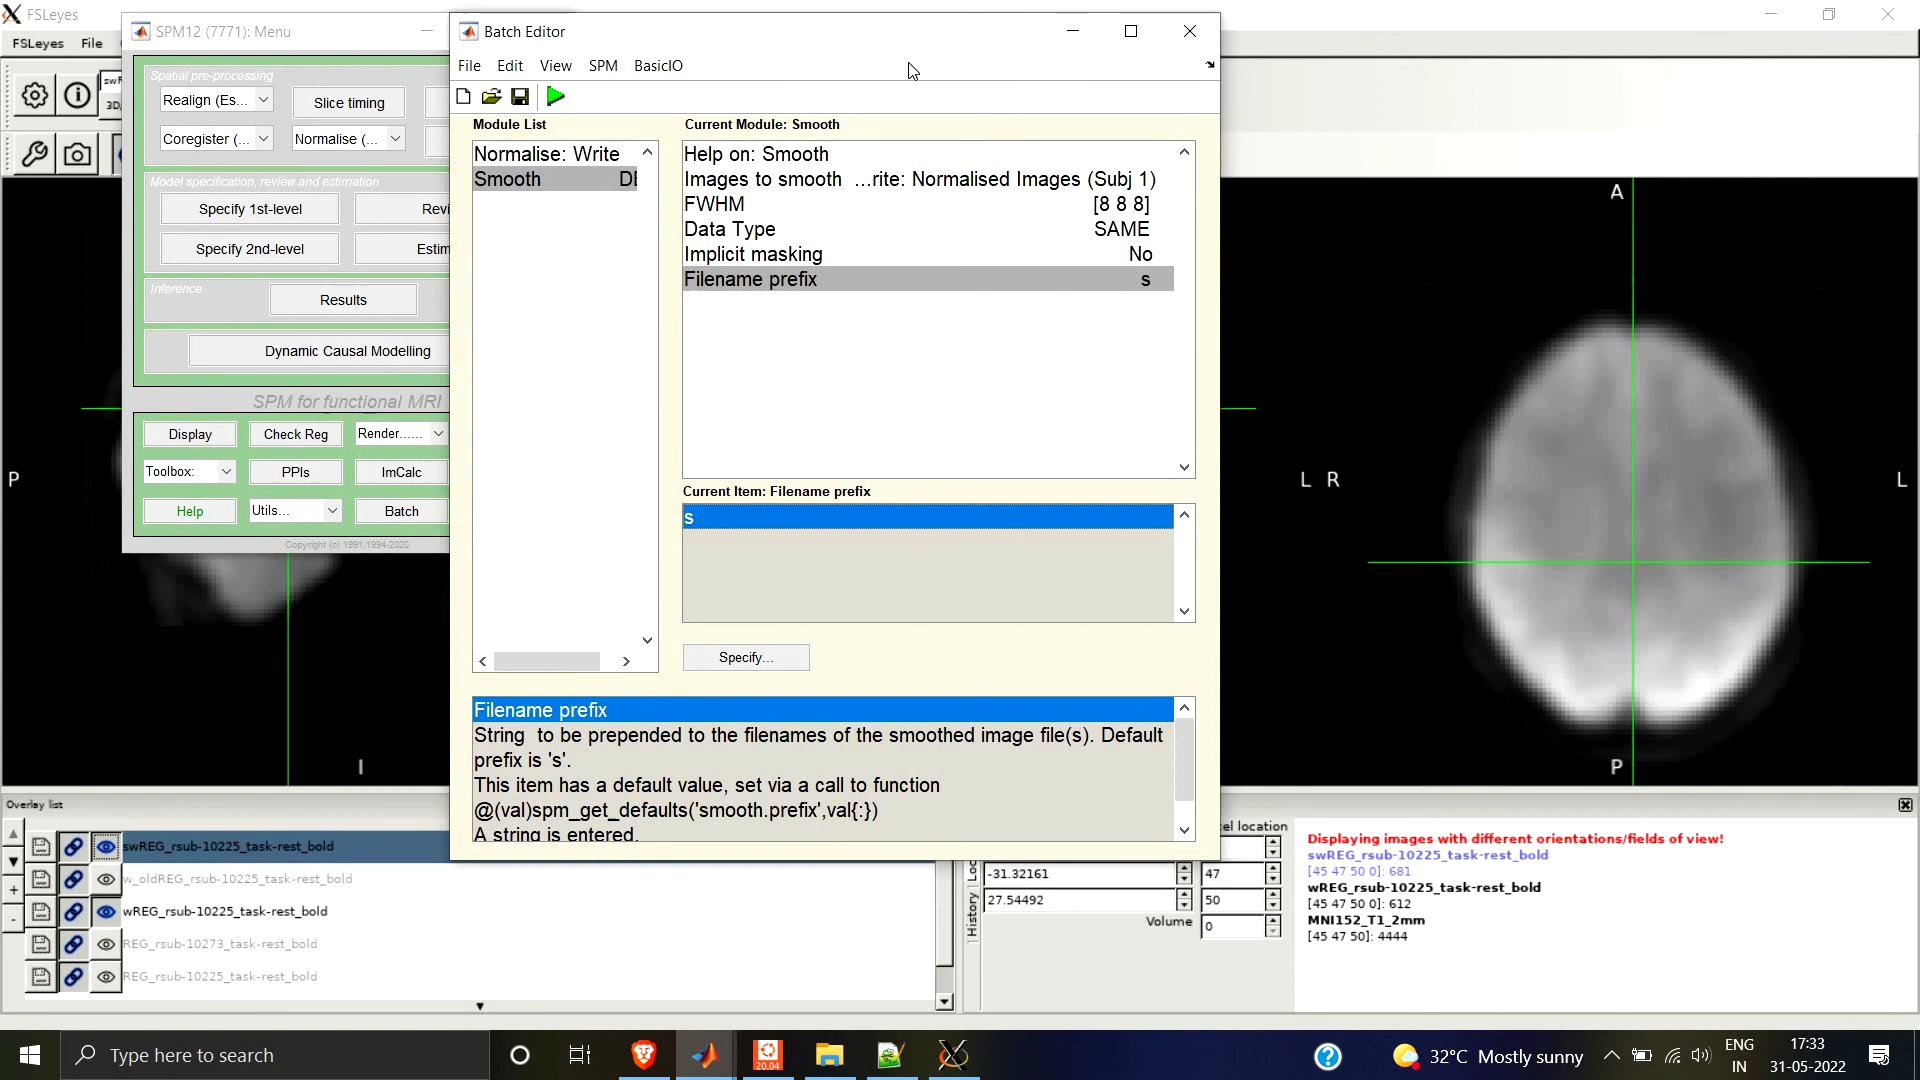 FSLeyes
FSLeyes File
SPM12 (7771): Menu
Spatial pre-processing
Realign (Es...
Slice timing
Coregister (...
Normalise (...
Model specification, review and estimation
Specify 1st-level
Revi
Specify 2nd-level
Estim
Inference
Results
Dynamic Causal Modelling
SPM for functional MRI
Display
Check Reg
Render......
Toolbox:
PPIs
ImCalc
Help
Utils...
Batch
Copyright (c) 1991,1994-2020
Batch Editor
File Edit View SPM BasicIO
Module List
Normalise: Write
Smooth
Current Module: Smooth
Help on: Smooth
Images to smooth ...rite: Normalised Images (Subj 1)
FWHM [8 8 8]
Data Type SAME
Implicit masking No
Filename prefix s
Current Item: Filename prefix
s
Specify...
Filename prefix
String to be prepended to the filenames of the smoothed image file(s). Default
prefix is 's'.
This item has a default value, set via a call to function
@(val)spm_get_defaults('smooth.prefix',val{:})
A string is entered.
P
I
A
L R
L
P
Overlay list
swREG_rsub-10225_task-rest_bold
w_oldREG_rsub-10225_task-rest_bold
wREG_rsub-10225_task-rest_bold
REG_rsub-10273_task-rest_bold
REG_rsub-10225_task-rest_bold
History
-31.32161
27.54492
Volume
47
50
0
Displaying images with different orientations/fields of view!
swREG_rsub-10225_task-rest_bold
[45 47 50 0]: 681
wREG_rsub-10225_task-rest_bold
[45 47 50 0]: 612
MNI152_T1_2mm
[45 47 50]: 4444
Type here to search
20.04
32°C Mostly sunny
ENG
IN
17:33
31-05-2022